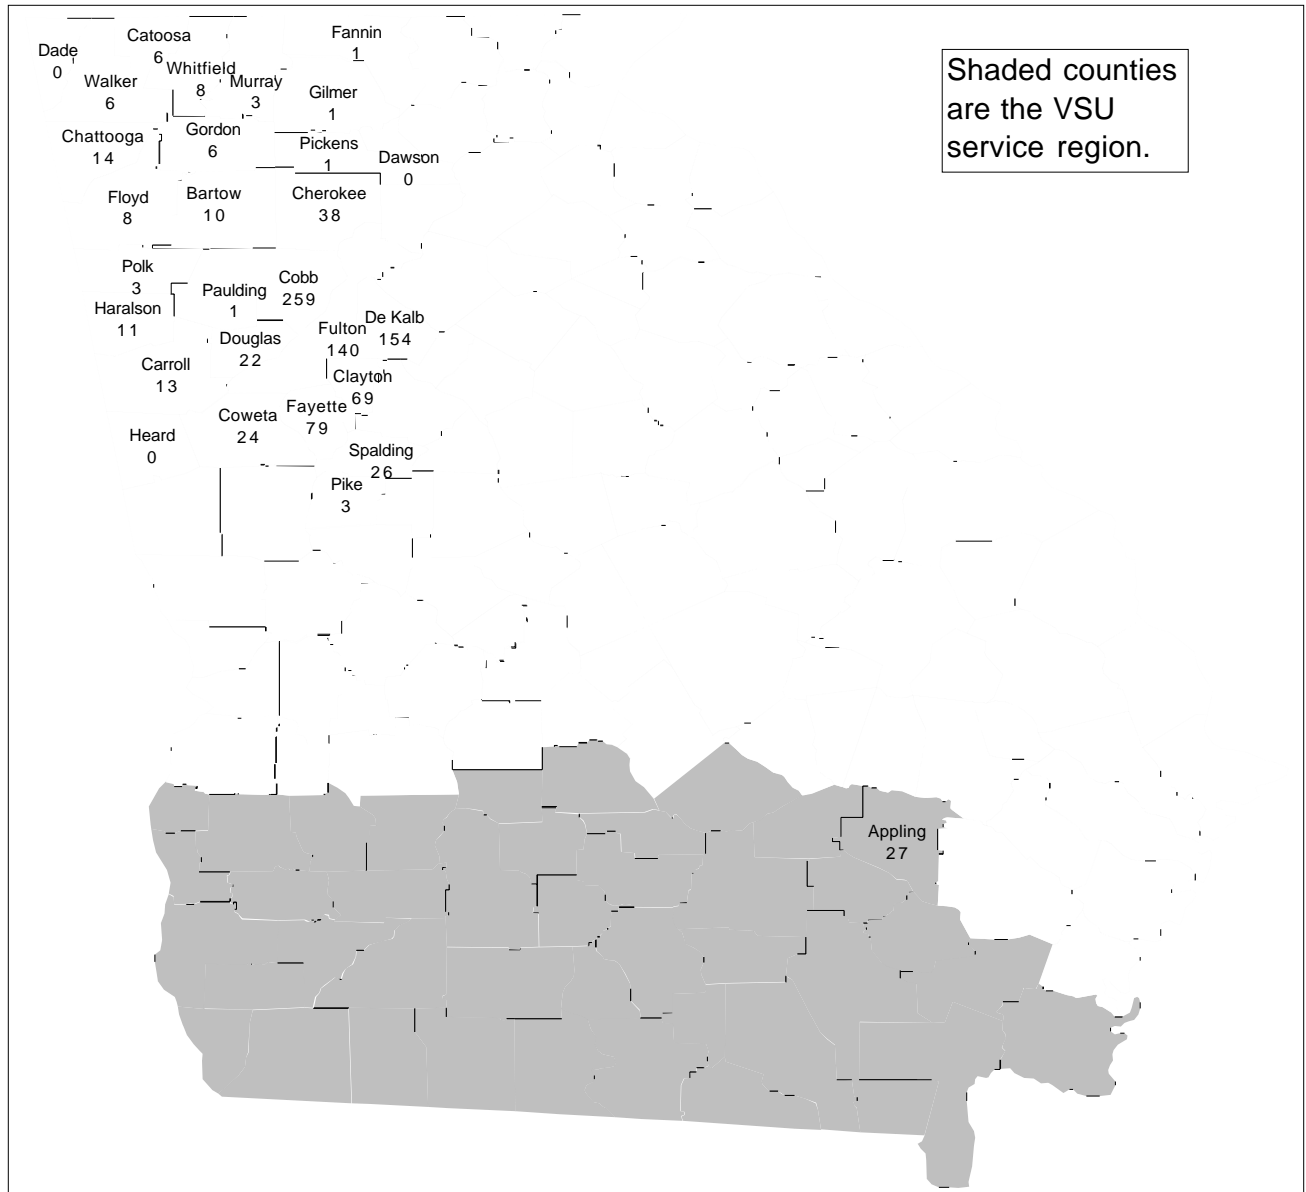 Fannin
1
Catoosa
6
Dade
0
Whitfield
8
Murray
3
Walker
6
Gilmer
1
Shaded counties
are the VSU
service region.
Chattooga
14
Gordon
6
Pickens
1
Dawson
0
Floyd
8
Bartow
10
Cherokee
38
Polk
3
Paulding
1
Cobb
259
Haralson
11
Douglas
22
Fulton
140
De Kalb
154
Carroll
13
Clayton
69
Coweta
24
Fayette
79
Heard
0
Spalding
26
Pike
3
Appling
27